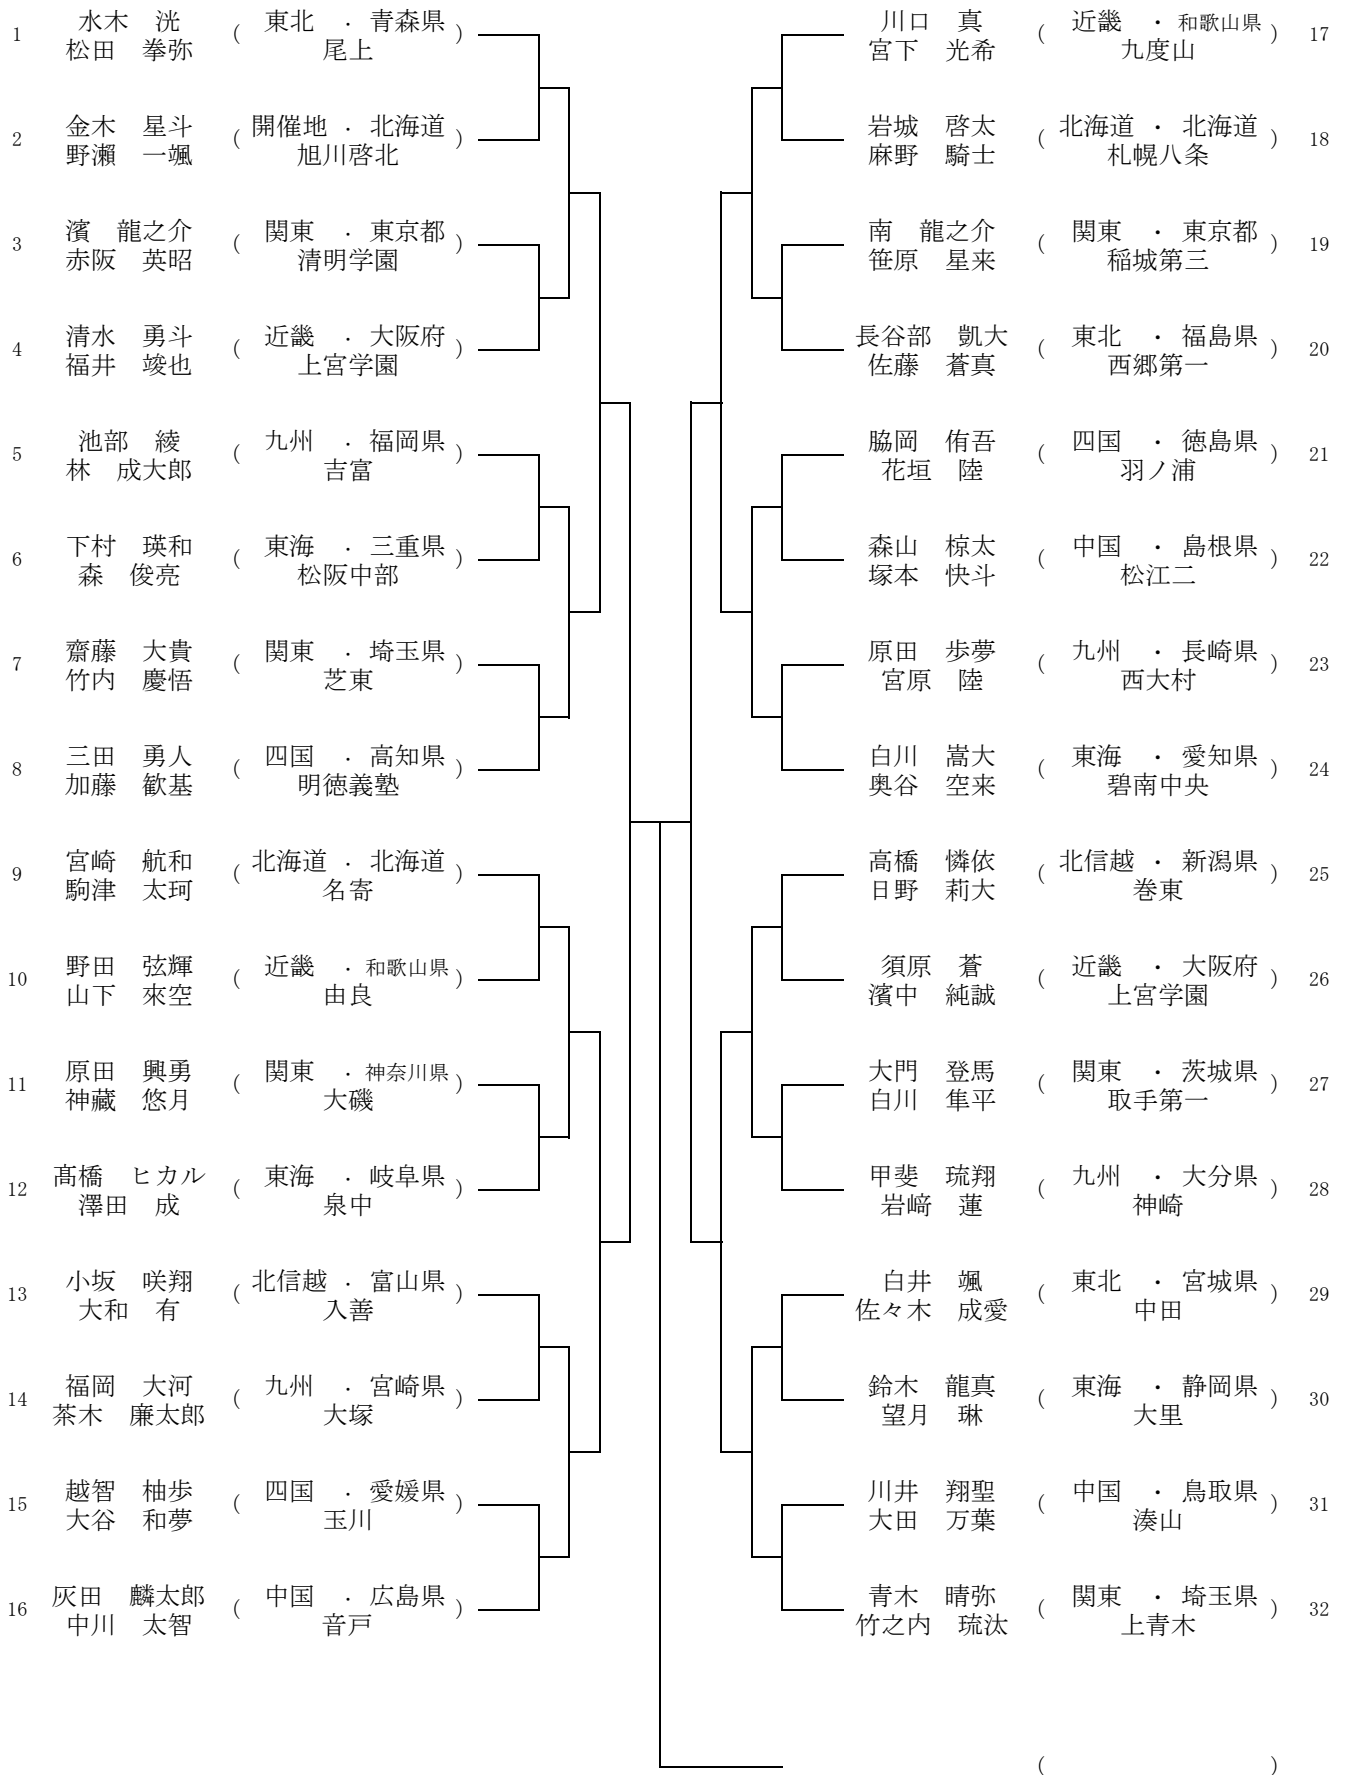 1 水木 洸 ( 東北 ・ 青森県 )
松田 拳弥 尾上
2 金木 星斗 ( 開催地 ・ 北海道 )
野瀬 一颯 旭川啓北
3 濱 龍之介 ( 関東 ・ 東京都 )
赤阪 英昭 清明学園
4 清水 勇斗 ( 近畿 ・ 大阪府 )
福井 竣也 上宮学園
5 池部 綾 ( 九州 ・ 福岡県 )
林 成大郎 吉富
6 下村 瑛和 ( 東海 ・ 三重県 )
森 俊亮 松阪中部
7 齋藤 大貴 ( 関東 ・ 埼玉県 )
竹内 慶悟 芝東
8 三田 勇人 ( 四国 ・ 高知県 )
加藤 歓基 明徳義塾
9 宮崎 航和 ( 北海道 ・ 北海道 )
駒津 太珂 名寄
10 野田 弦輝 ( 近畿 ・ 和歌山県 )
山下 來空 由良
11 原田 興勇 ( 関東 ・ 神奈川県 )
神藏 悠月 大磯
12 髙橋 ヒカル ( 東海 ・ 岐阜県 )
澤田 成 泉中
13 小坂 咲翔 ( 北信越 ・ 富山県 )
大和 有 入善
14 福岡 大河 ( 九州 ・ 宮崎県 )
茶木 廉太郎 大塚
15 越智 柚歩 ( 四国 ・ 愛媛県 )
大谷 和夢 玉川
16 灰田 麟太郎 ( 中国 ・ 広島県 )
中川 太智 音戸
川口 真 ( 近畿 ・ 和歌山県 ) 17
宮下 光希 九度山
岩城 啓太 ( 北海道 ・ 北海道 ) 18
麻野 騎士 札幌八条
南 龍之介 ( 関東 ・ 東京都 ) 19
笹原 星来 稲城第三
長谷部 凱大 ( 東北 ・ 福島県 ) 20
佐藤 蒼真 西郷第一
脇岡 侑吾 ( 四国 ・ 徳島県 ) 21
花垣 陸 羽ノ浦
森山 椋太 ( 中国 ・ 島根県 ) 22
塚本 快斗 松江二
原田 歩夢 ( 九州 ・ 長崎県 ) 23
宮原 陸 西大村
白川 嵩大 ( 東海 ・ 愛知県 ) 24
奥谷 空来 碧南中央
高橋 憐依 ( 北信越 ・ 新潟県 ) 25
日野 莉大 巻東
須原 蒼 ( 近畿 ・ 大阪府 ) 26
濱中 純誠 上宮学園
大門 登馬 ( 関東 ・ 茨城県 ) 27
白川 隼平 取手第一
甲斐 琉翔 ( 九州 ・ 大分県 ) 28
岩﨑 蓮 神崎
白井 颯 ( 東北 ・ 宮城県 ) 29
佐々木 成愛 中田
鈴木 龍真 ( 東海 ・ 静岡県 ) 30
望月 琳 大里
川井 翔聖 ( 中国 ・ 鳥取県 ) 31
大田 万葉 湊山
青木 晴弥 ( 関東 ・ 埼玉県 ) 32
竹之内 琉汰 上青木
( )